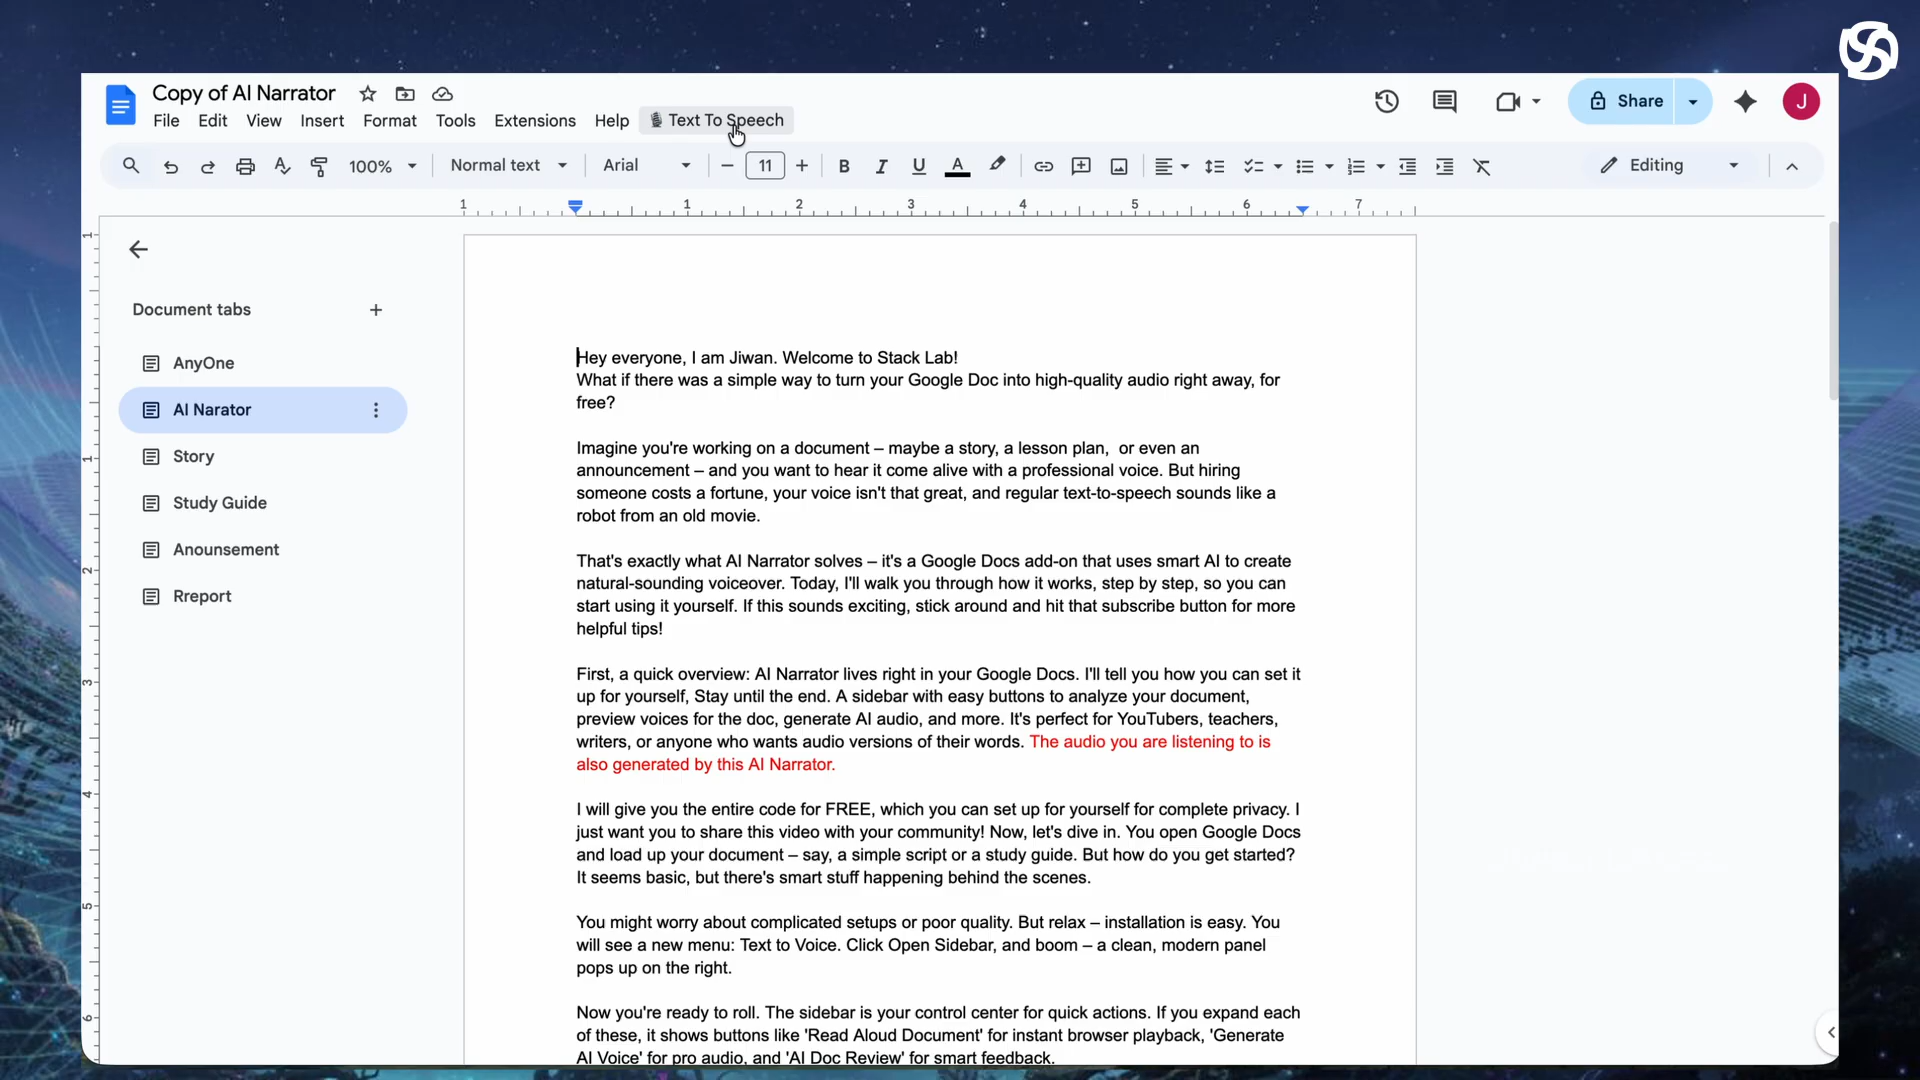 Copy of AI Narrator
File Edit View Insert Format Tools Extensions Help Text To Speech
Share
J
100% Normal text Arial 11 B I U A Editing
1 1 2 3 4 5 6 7
Document tabs
AnyOne
AI Narator
Story
Study Guide
Anounsement
Rreport
1
1
2
3
4
5
6
Hey everyone, I am Jiwan. Welcome to Stack Lab!
What if there was a simple way to turn your Google Doc into high-quality audio right away, for
free?
Imagine you're working on a document – maybe a story, a lesson plan, or even an
announcement – and you want to hear it come alive with a professional voice. But hiring
someone costs a fortune, your voice isn't that great, and regular text-to-speech sounds like a
robot from an old movie.
That's exactly what AI Narrator solves – it's a Google Docs add-on that uses smart AI to create
natural-sounding voiceover. Today, I'll walk you through how it works, step by step, so you can
start using it yourself. If this sounds exciting, stick around and hit that subscribe button for more
helpful tips!
First, a quick overview: AI Narrator lives right in your Google Docs. I'll tell you how you can set it
up for yourself, Stay until the end. A sidebar with easy buttons to analyze your document,
preview voices for the doc, generate AI audio, and more. It's perfect for YouTubers, teachers,
writers, or anyone who wants audio versions of their words. The audio you are listening to is
also generated by this AI Narrator.
I will give you the entire code for FREE, which you can set up for yourself for complete privacy. I
just want you to share this video with your community! Now, let's dive in. You open Google Docs
and load up your document – say, a simple script or a study guide. But how do you get started?
It seems basic, but there's smart stuff happening behind the scenes.
You might worry about complicated setups or poor quality. But relax – installation is easy. You
will see a new menu: Text to Voice. Click Open Sidebar, and boom – a clean, modern panel
pops up on the right.
Now you're ready to roll. The sidebar is your control center for quick actions. If you expand each
of these, it shows buttons like 'Read Aloud Document' for instant browser playback, 'Generate
AI Voice' for pro audio, and 'AI Doc Review' for smart feedback.